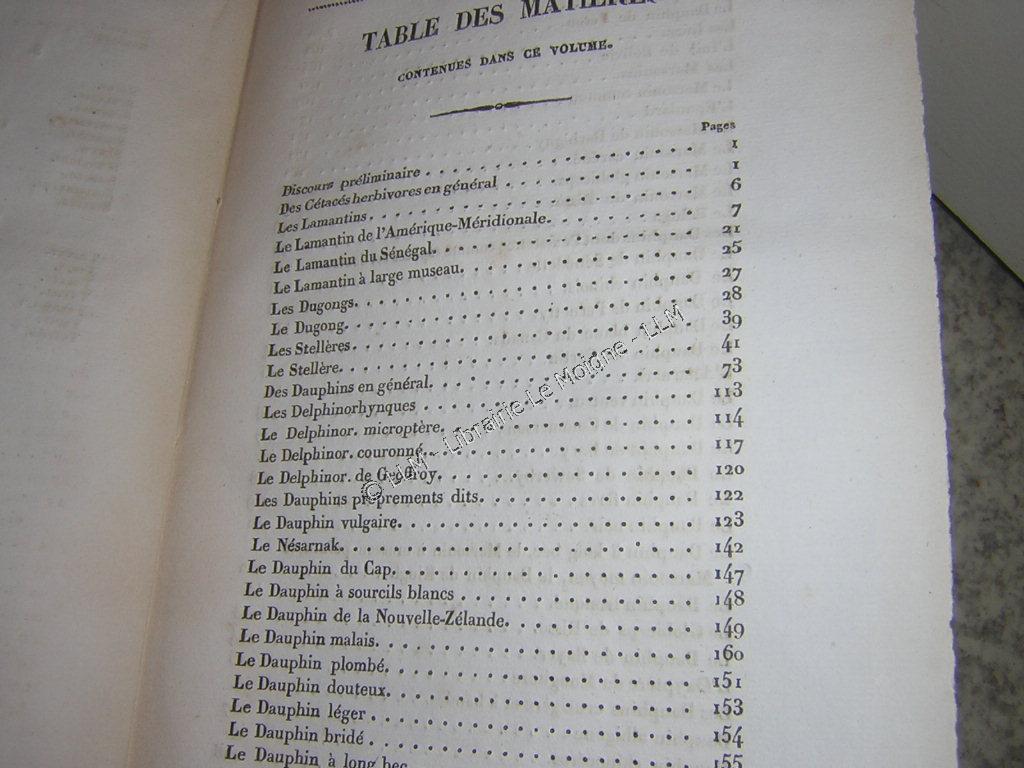 TABLE DES MATIÈRES
CONTENUES DANS CE VOLUME.
Pages
Discours préliminaire . . . . . . . . . . . . . . . 1
Des Cétacés herbivores en général . . . . . . . . . . 1
Les Lamantins. . . . . . . . . . . . . . . . . . . 6
Le Lamantin de l'Amérique-Méridionale. . . . . . . . 7
Le Lamantin du Sénégal. . . . . . . . . . . . . . . 21
Le Lamantin à large museau. . . . . . . . . . . . . 25
Les Dugongs. . . . . . . . . . . . . . . . . . . . 27
Le Dugong. . . . . . . . . . . . . . . . . . . . . 28
Les Stellères. . . . . . . . . . . . . . . . . . . 39
Le Stellère. . . . . . . . . . . . . . . . . . . . 41
Des Dauphins en général. . . . . . . . . . . . . . . 73
Les Delphinorhynques . . . . . . . . . . . . . . . 113
Le Delphinor. microptère. . . . . . . . . . . . . . 114
Le Delphinor. couronné. . . . . . . . . . . . . . . 117
Le Delphinor. de Geoffroy. . . . . . . . . . . . . . 120
Les Dauphins proprements dits. . . . . . . . . . . . 122
Le Dauphin vulgaire. . . . . . . . . . . . . . . . 123
Le Nésarnak. . . . . . . . . . . . . . . . . . . . 142
Le Dauphin du Cap. . . . . . . . . . . . . . . . . 147
Le Dauphin à sourcils blancs . . . . . . . . . . . . 148
Le Dauphin de la Nouvelle-Zélande. . . . . . . . . . 149
Le Dauphin malais. . . . . . . . . . . . . . . . . 160
Le Dauphin plombé. . . . . . . . . . . . . . . . . 151
Le Dauphin douteux. . . . . . . . . . . . . . . . . 153
Le Dauphin léger . . . . . . . . . . . . . . . . . 154
Le Dauphin bridé . . . . . . . . . . . . . . . . . 155
Le Dauphin à long bec
© LLM - Librairie Le Moigne - LLM